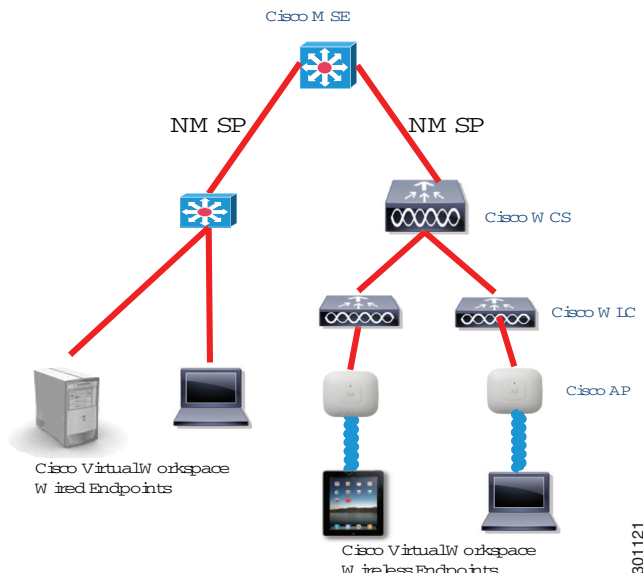 Cisco MSE
NMSP
NMSP
Cisco WCS
Cisco WLC
Cisco AP
Cisco Virtual Workspace
Wired Endpoints
Cisco Virtual Workspace
Wireless Endpoints
301121